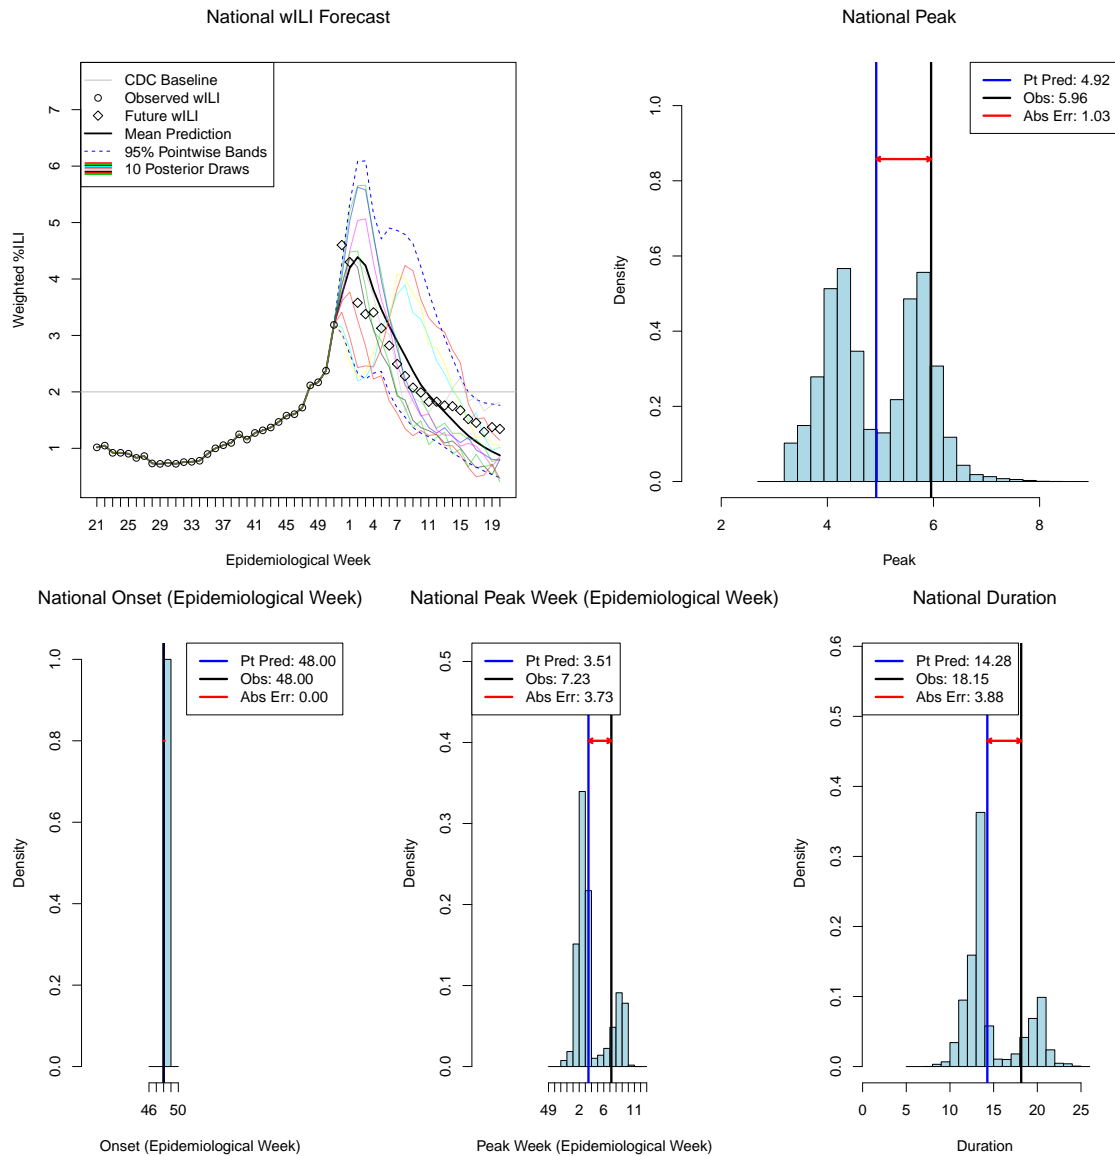 National wILI Forecast
CDC Baseline
Observed wILI
Future wILI
Mean Prediction
95% Pointwise Bands
10 Posterior Draws
Weighted %ILI
1 2 3 4 5 6 7
21 25 29 33 37 41 45 49 1 4 7 11 15 19
Epidemiological Week
National Peak
Pt Pred: 4.92
Obs: 5.96
Abs Err: 1.03
Density
0.0 0.2 0.4 0.6 0.8 1.0
2 4 6 8
Peak
National Onset (Epidemiological Week)
Pt Pred: 48.00
Obs: 48.00
Abs Err: 0.00
Density
0.0 0.2 0.4 0.6 0.8 1.0
46 50
Onset (Epidemiological Week)
National Peak Week (Epidemiological Week)
Pt Pred: 3.51
Obs: 7.23
Abs Err: 3.73
Density
0.0 0.1 0.2 0.3 0.4 0.5
49 2 6 11
Peak Week (Epidemiological Week)
National Duration
Pt Pred: 14.28
Obs: 18.15
Abs Err: 3.88
Density
0.0 0.1 0.2 0.3 0.4 0.5 0.6
0 5 10 15 20 25
Duration